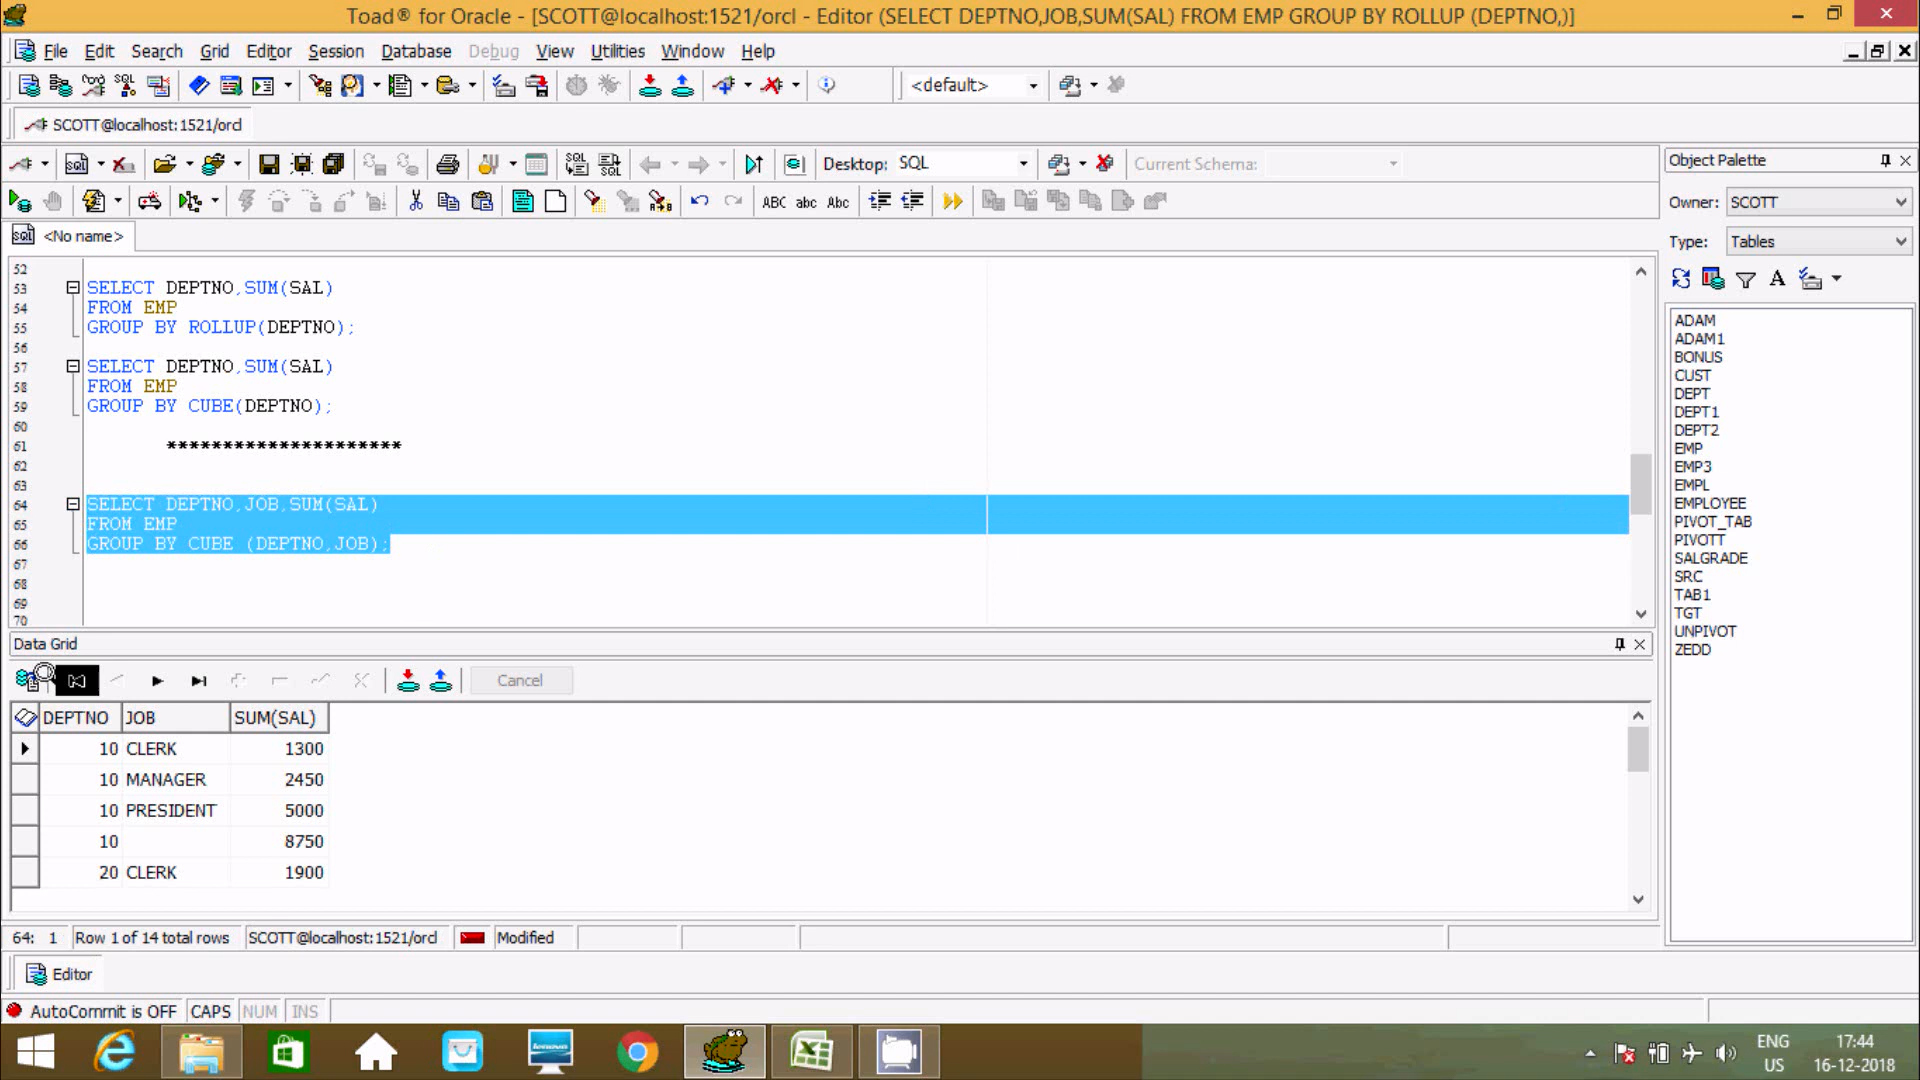 Toad® for Oracle - [SCOTT@localhost:1521/orcl - Editor (SELECT DEPTNO,JOB,SUM(SAL) FROM EMP GROUP BY ROLLUP (DEPTNO,)]
File Edit Search Grid Editor Session Database Debug View Utilities Window Help
SQL <default>
SCOTT@localhost:1521/orcl
sql SQL SQL Desktop: SQL Current Schema:
ABC abc Abc
sql <No name>
52
53 SELECT DEPTNO,SUM(SAL)
54 FROM EMP
55 GROUP BY ROLLUP(DEPTNO);
56
57 SELECT DEPTNO,SUM(SAL)
58 FROM EMP
59 GROUP BY CUBE(DEPTNO);
60
61 *********************
62
63
64 SELECT DEPTNO,JOB,SUM(SAL)
65 FROM EMP
66 GROUP BY CUBE (DEPTNO,JOB);
67
68
69
70
Data Grid
Cancel
DEPTNO JOB SUM(SAL)
10 CLERK 1300
10 MANAGER 2450
10 PRESIDENT 5000
10 8750
20 CLERK 1900
64: 1 Row 1 of 14 total rows SCOTT@localhost:1521/orcl Modified
Editor
AutoCommit is OFF CAPS NUM INS
Object Palette
Owner: SCOTT
Type: Tables
A
ADAM
ADAM1
BONUS
CUST
DEPT
DEPT1
DEPT2
EMP
EMP3
EMPL
EMPLOYEE
PIVOT_TAB
PIVOTT
SALGRADE
SRC
TAB1
TGT
UNPIVOT
ZEDD
ENG
US
17:44
16-12-2018